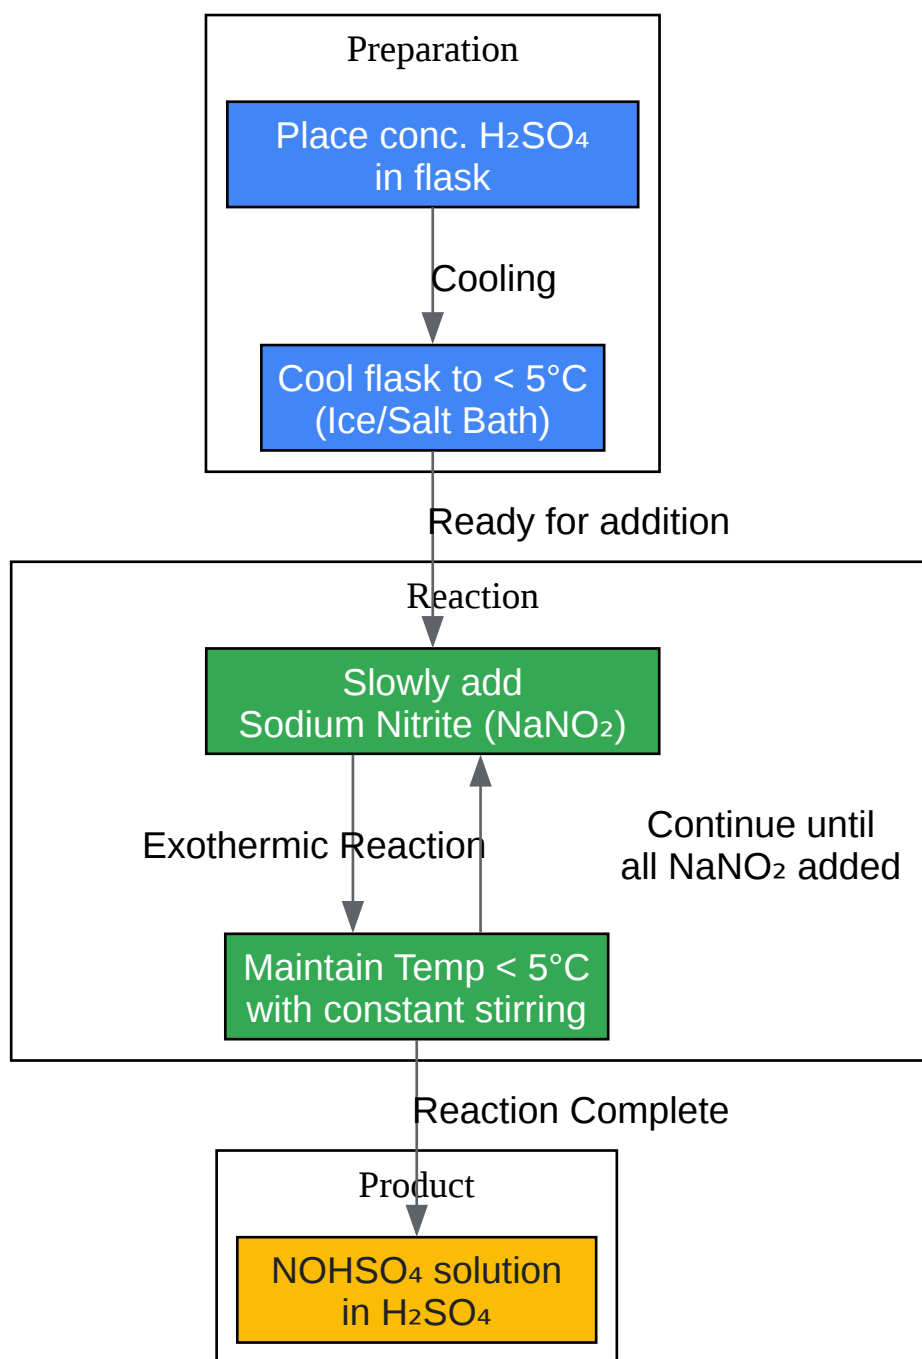 Preparation
Place conc. H₂SO₄
in flask
Cooling
Cool flask to < 5°C
(Ice/Salt Bath)
Ready for addition
Reaction
Slowly add
Sodium Nitrite (NaNO₂)
Exothermic Reaction
Continue until
all NaNO₂ added
Maintain Temp < 5°C
with constant stirring
Reaction Complete
Product
NOHSO₄ solution
in H₂SO₄